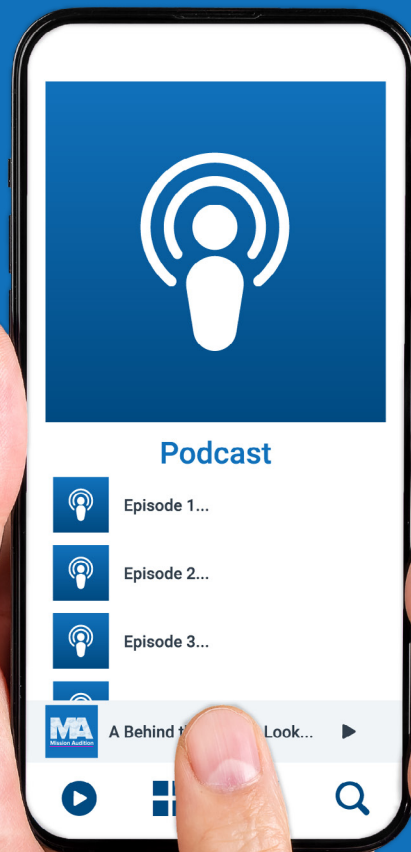 Podcast
Episode 1...
Episode 2...
Episode 3...
MA
Mission Audition
A Behind t Look...